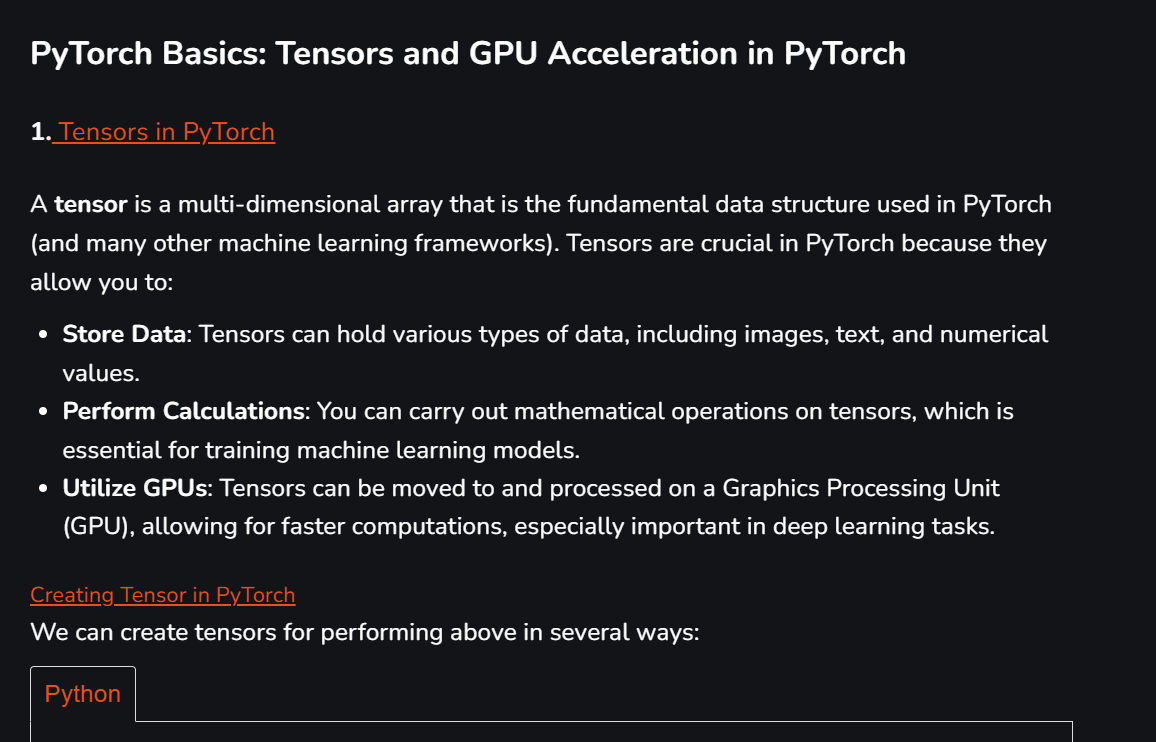 PyTorch Basics: Tensors and GPU Acceleration in PyTorch
1. Tensors in PyTorch
A tensor is a multi-dimensional array that is the fundamental data structure used in PyTorch
(and many other machine learning frameworks). Tensors are crucial in PyTorch because they
allow you to:
• Store Data: Tensors can hold various types of data, including images, text, and numerical
values.
• Perform Calculations: You can carry out mathematical operations on tensors, which is
essential for training machine learning models.
• Utilize GPUs: Tensors can be moved to and processed on a Graphics Processing Unit
(GPU), allowing for faster computations, especially important in deep learning tasks.
Creating Tensor in PyTorch
We can create tensors for performing above in several ways:
Python